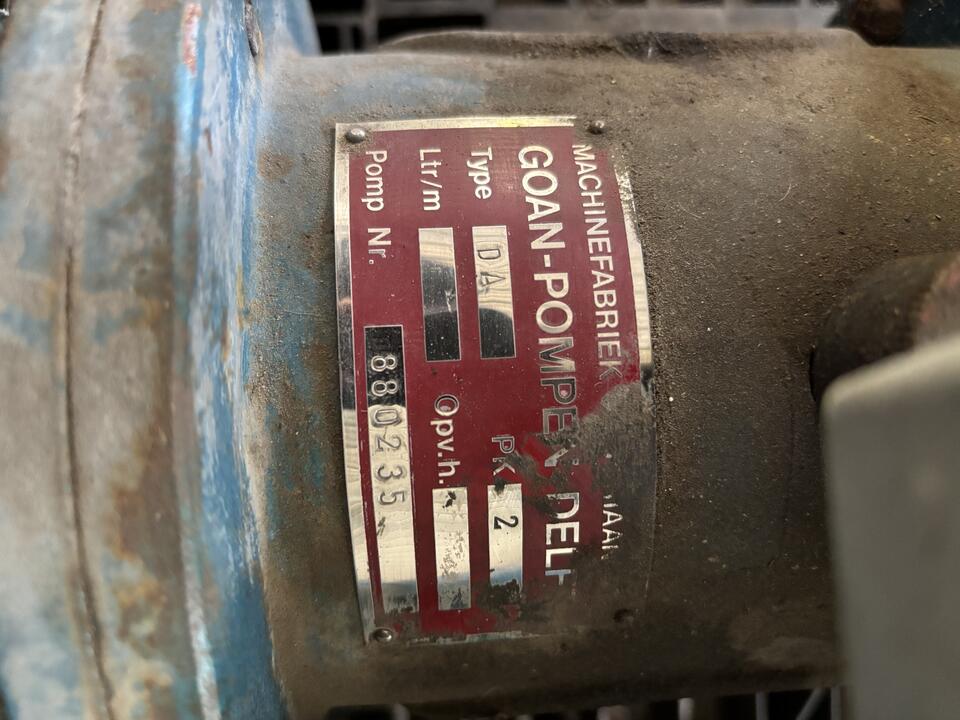 MACHINEFABRIEK
GOAN-POMPEN DELF
Type DA PK 2
Ltr/m Opv.h.
Pomp Nr. 880235